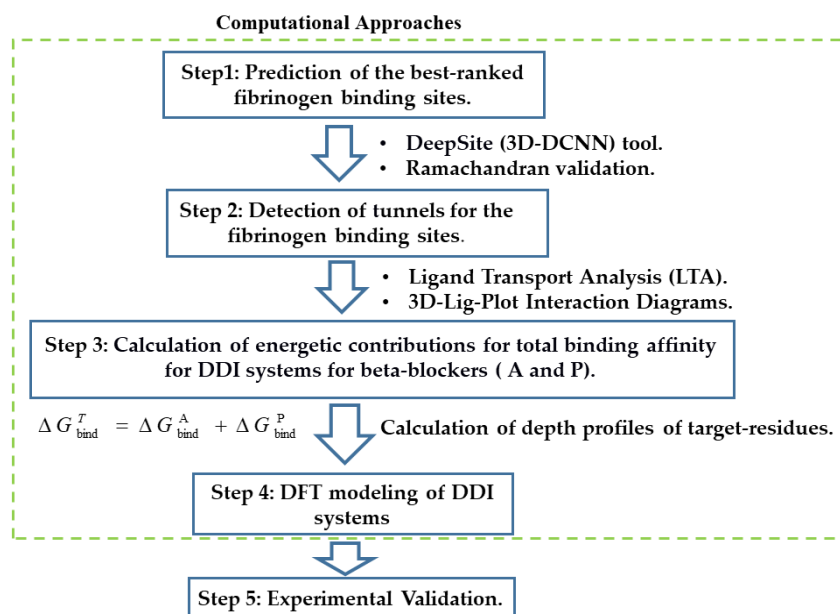 Computational Approaches
Step1: Prediction of the best-ranked
fibrinogen binding sites.
• DeepSite (3D-DCNN) tool.
• Ramachandran validation.
Step 2: Detection of tunnels for the
fibrinogen binding sites.
• Ligand Transport Analysis (LTA).
• 3D-Lig-Plot Interaction Diagrams.
Step 3: Calculation of energetic contributions for total binding affinity
for DDI systems for beta-blockers ( A and P).
Δ G^T_bind = Δ G^A_bind + Δ G^P_bind
Calculation of depth profiles of target-residues.
Step 4: DFT modeling of DDI
systems
Step 5: Experimental Validation.